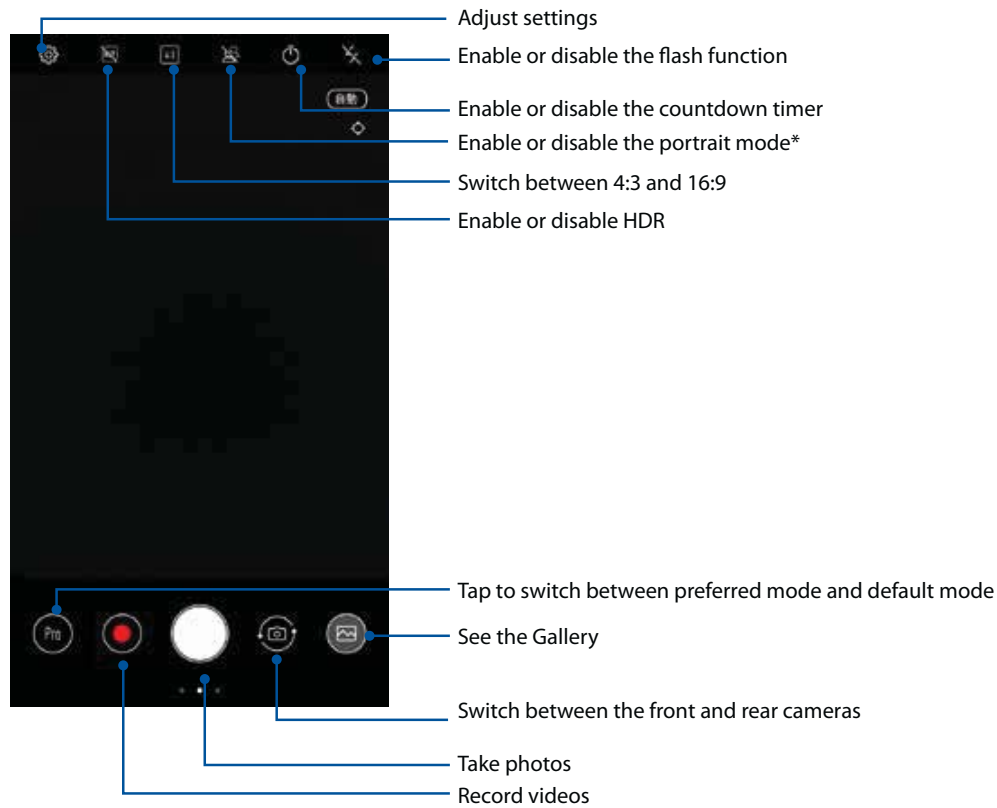 Adjust settings
Enable or disable the flash function
自動
Enable or disable the countdown timer
Enable or disable the portrait mode*
Switch between 4:3 and 16:9
Enable or disable HDR
Tap to switch between preferred mode and default mode
Pro
See the Gallery
Switch between the front and rear cameras
Take photos
Record videos